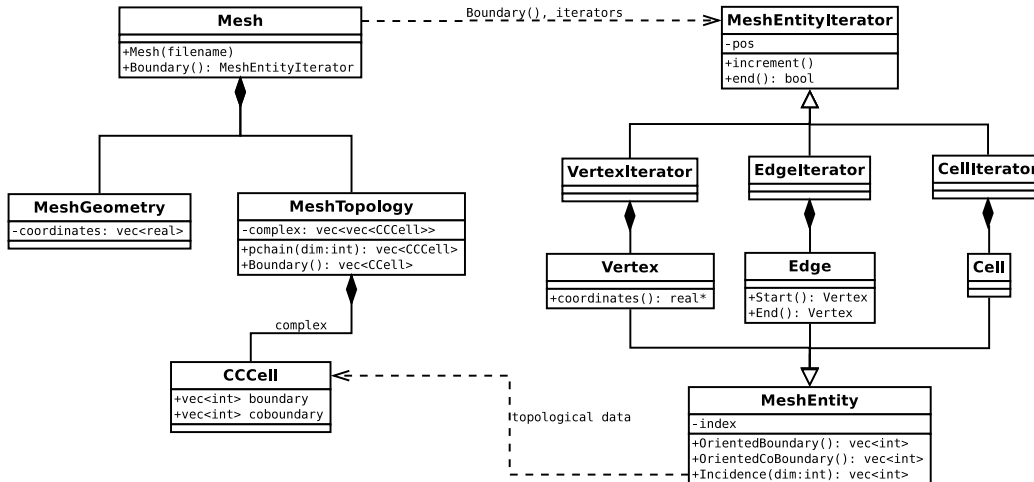 Mesh
+Mesh(filename)
+Boundary(): MeshEntityIterator
Boundary(), iterators
MeshEntityIterator
-pos
+increment()
+end(): bool
VertexIterator
EdgeIterator
CellIterator
MeshGeometry
-coordinates: vec<real>
MeshTopology
-complex: vec<vec<CCCell>>
+pchain(dim:int): vec<CCCell>
+Boundary(): vec<CCell>
Vertex
+coordinates(): real*
Edge
+Start(): Vertex
+End(): Vertex
Cell
complex
CCCell
+vec<int> boundary
+vec<int> coboundary
topological data
MeshEntity
-index
+OrientedBoundary(): vec<int>
+OrientedCoBoundary(): vec<int>
+Incidence(dim:int): vec<int>